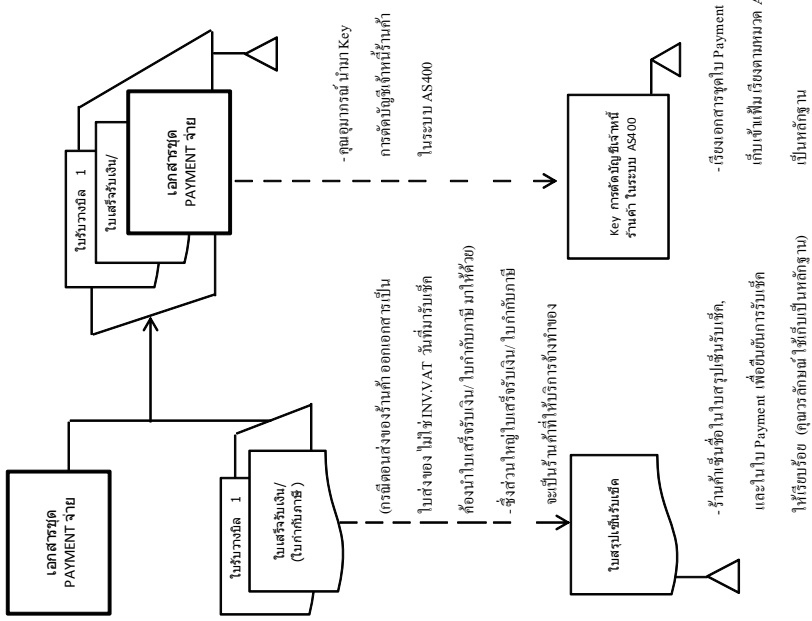 เอกสารชุด
PAYMENT จ่าย
ใบรับวางบิล 1
ใบเสร็จรับเงิน/
(ใบกำกับภาษี )
ใบรับวางบิล 1
ใบเสร็จรับเงิน/
เอกสารชุด
PAYMENT จ่าย
(กรณีตอนส่งของร้านค้า ออกเอกสารเป็น
ใบส่งของ ไม่ใช่ INV.VAT วันที่มารับเช็ค
ต้องนำใบเสร็จรับเงิน/ ใบกำกับภาษี มาให้ด้วย)
- ซึ่งส่วนใหญ่ใบเสร็จรับเงิน/ ใบกำกับภาษี
จะเป็นร้านค้าที่ให้บริการจ้างทำของ
- คุณอุมาภรณ์ นำมา Key
การตัดบัญชีเจ้าหนี้ร้านค้า
ในระบบ AS400
ใบสรุปเซ็นรับเช็ค
Key การตัดบัญชีเจ้าหนี้
ร้านค้า ในระบบ AS400
- ร้านค้าเซ็นชื่อในใบสรุปเซ็นรับเช็ค,
และในใบ Payment เพื่อยืนยันการรับเช็ค
ให้เรียบร้อย (คุณวรลักษณ์ ใช้เก็บเป็นหลักฐาน)
- เรียงเอกสารชุดใบ Payment
เก็บเข้าแฟ้ม เรียงตามหมวด A
เป็นหลักฐาน